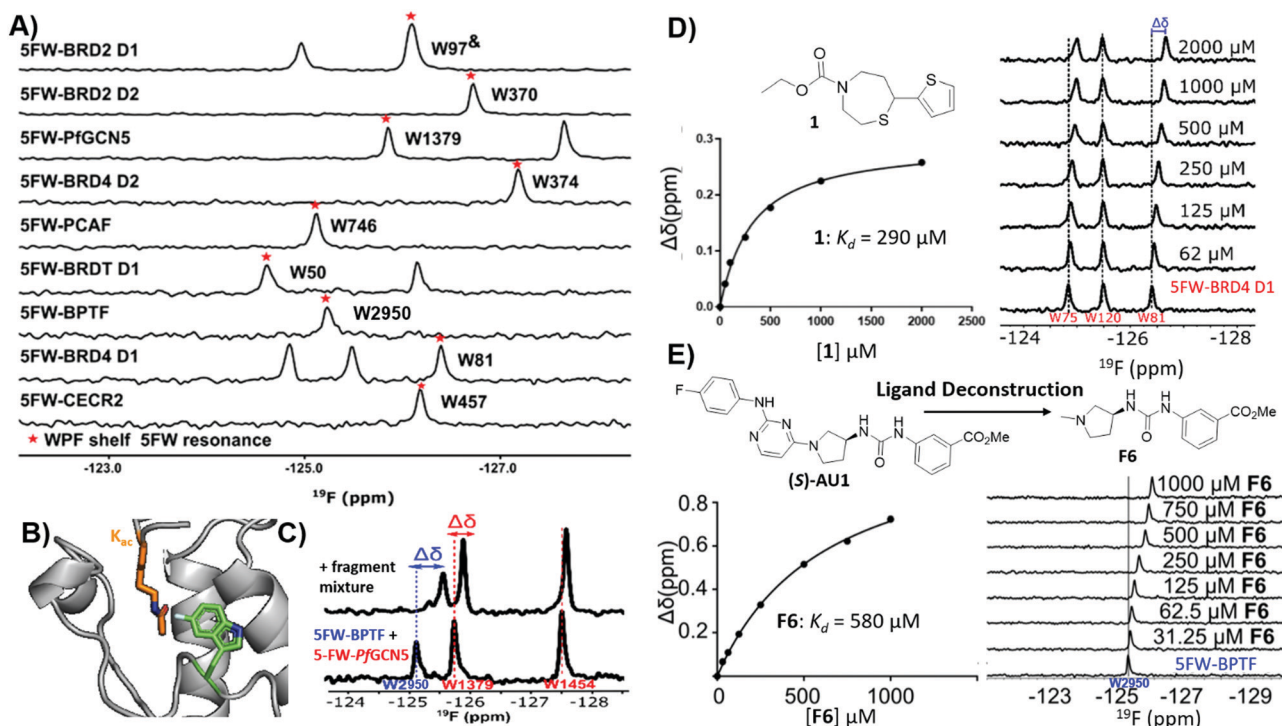 A)
5FW-BRD2 D1
W97&
5FW-BRD2 D2
W370
5FW-PfGCN5
W1379
5FW-BRD4 D2
W374
5FW-PCAF
W746
5FW-BRDT D1
W50
5FW-BPTF
W2950
5FW-BRD4 D1
W81
5FW-CECR2
W457
★ WPF shelf 5FW resonance
-123.0 -125.0 -127.0
19F (ppm)
B)
Kac
C)
Δδ
Δδ
+ fragment
mixture
5FW-BPTF +
5-FW-PfGCN5
W2950 W1379 W1454
-124 -125 -126 -127 -128
19F (ppm)
D)
O
O
N
S
S
1
0.3
0.2
0.1
0.0
Δδ(ppm)
1: Kd = 290 µM
0 500 1000 1500 2000 2500
[1] µM
Δδ
2000 µM
1000 µM
500 µM
250 µM
125 µM
62 µM
5FW-BRD4 D1
W75 W120 W81
-124 -126 -128
19F (ppm)
E)
Ligand Deconstruction
F
NH
N
N
N
H
N
H
N
O
CO2Me
(S)-AU1
N
H
N
H
N
O
CO2Me
F6
0.8
0.6
0.4
0.2
Δδ(ppm)
F6: Kd = 580 µM
0 500 1000
[F6] µM
1000 µM F6
750 µM F6
500 µM F6
250 µM F6
125 µM F6
62.5 µM F6
31.25 µM F6
5FW-BPTF
W2950
-123 -125 -127 -129
19F (ppm)